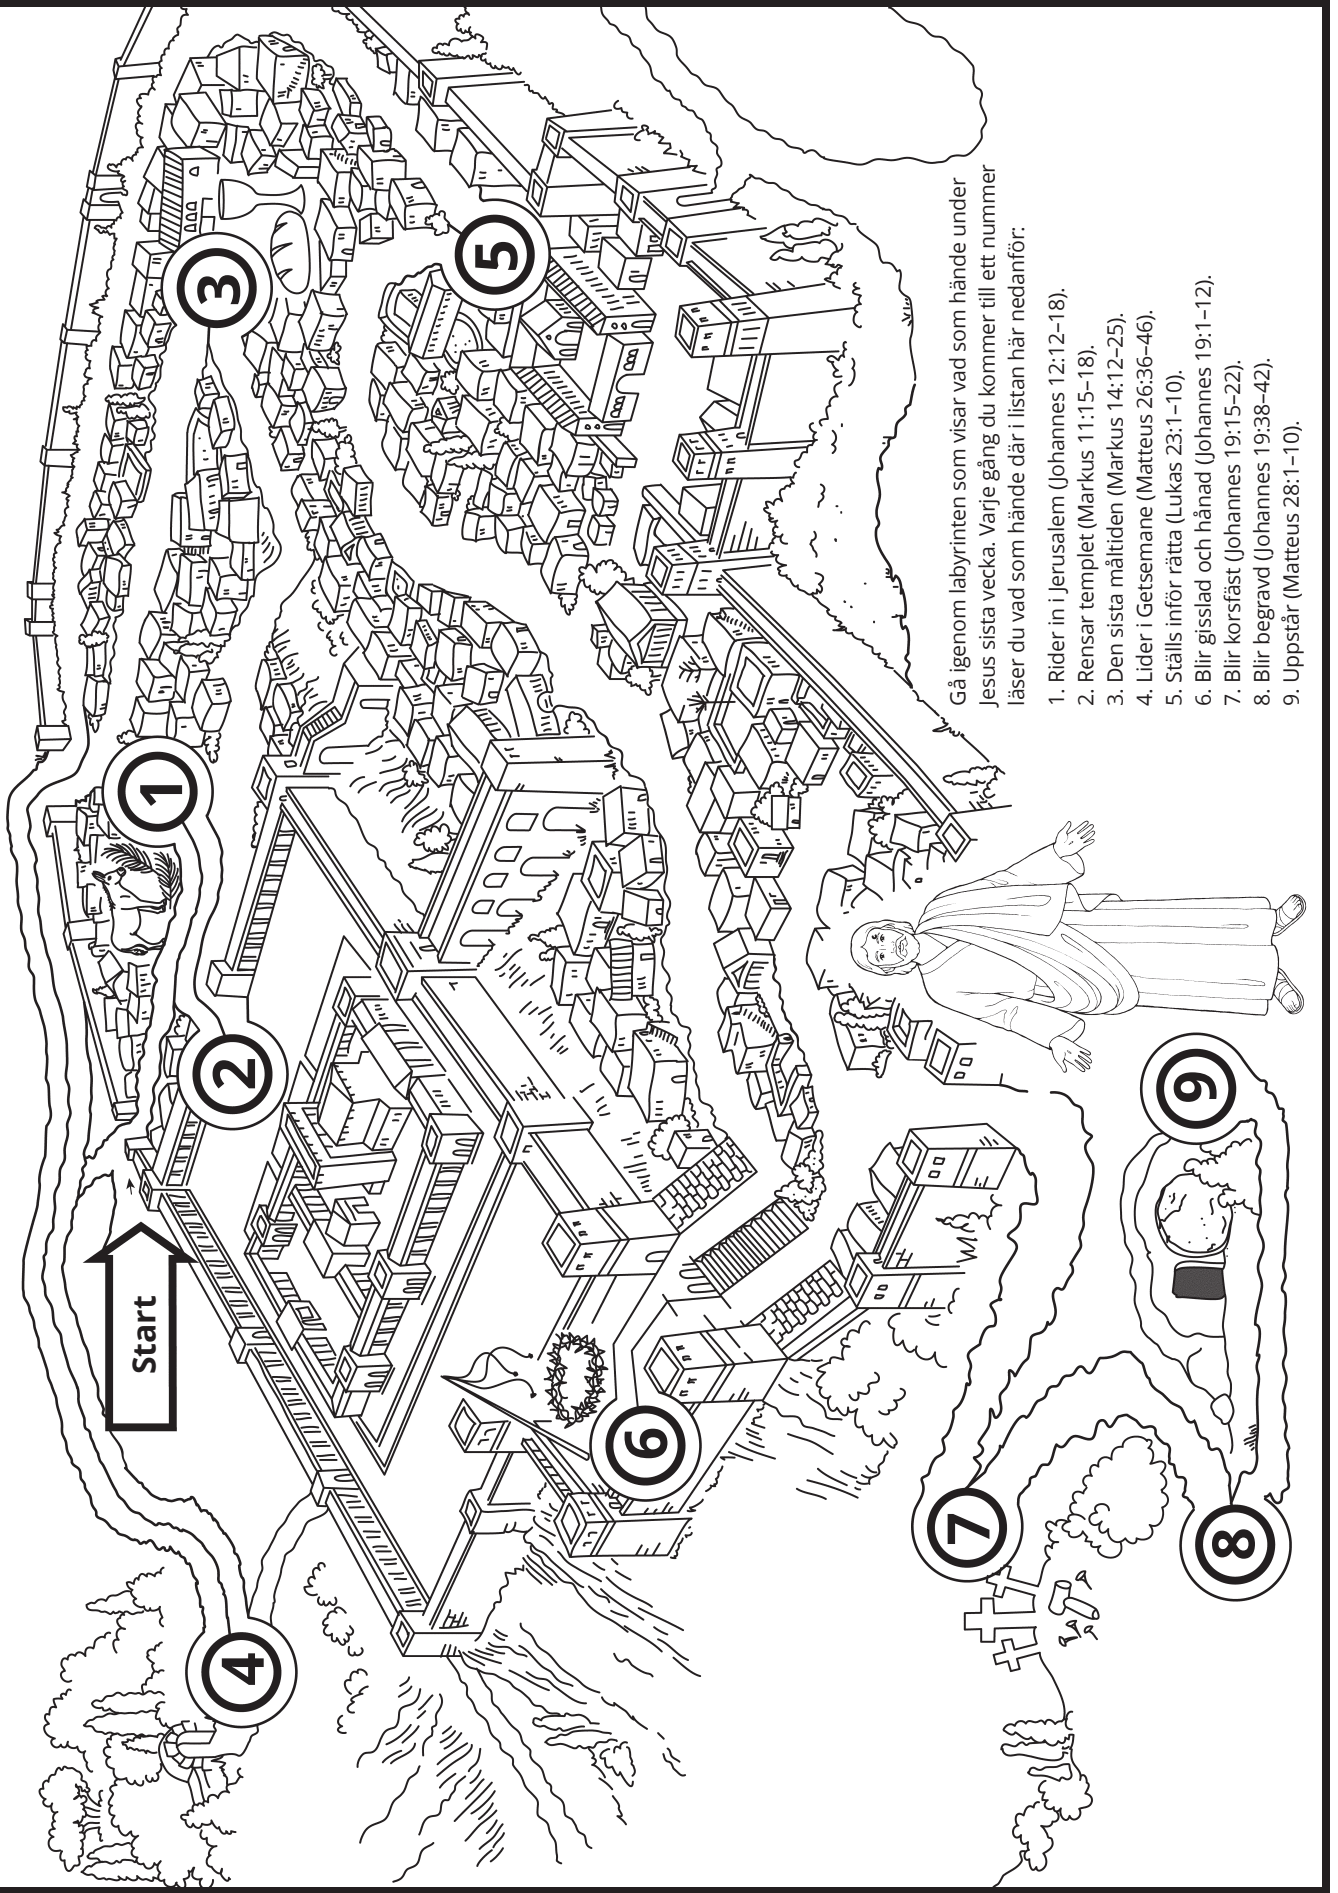 Start
1
2
3
4
5
6
7
8
9
Gå igenom labyrinten som visar vad som hände under
Jesus sista vecka. Varje gång du kommer till ett nummer
läser du vad som hände där i listan här nedanför:
1. Rider in i Jerusalem (Johannes 12:12–18).
2. Rensar templet (Markus 11:15–18).
3. Den sista måltiden (Markus 14:12–25).
4. Lider i Getsemane (Matteus 26:36–46).
5. Ställs inför rätta (Lukas 23:1–10).
6. Blir gisslad och hånad (Johannes 19:1–12).
7. Blir korsfäst (Johannes 19:15–22).
8. Blir begravd (Johannes 19:38–42).
9. Uppstår (Matteus 28:1–10).